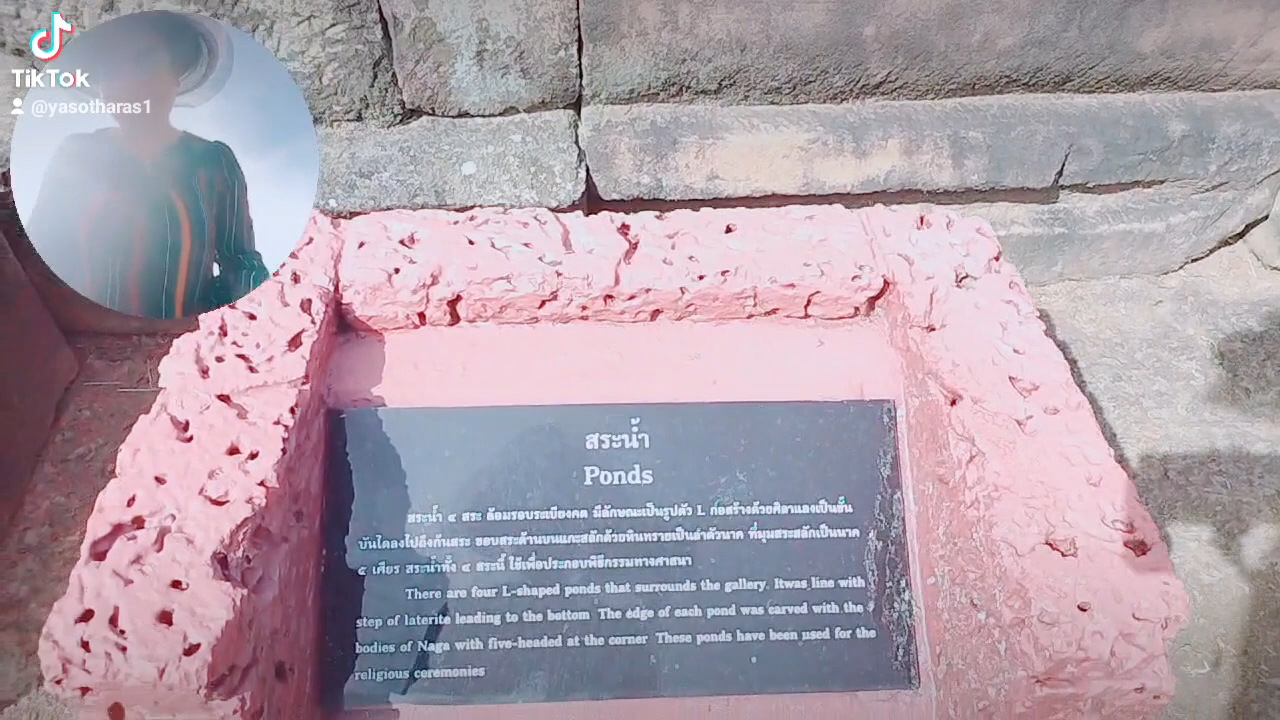 TikTok
@yasotharas1
สระน้ำ
Ponds
สระน้ำ ๔ สระ ล้อมรอบระเบียงคด มีลักษณะเป็นรูปตัว L ก่อสร้างด้วยศิลาแลงเป็นขั้น
บันไดลงไปถึงก้นสระ ขอบสระด้านบนแกะสลักด้วยหินทรายเป็นลำตัวนาค ที่มุมสระสลักเป็นนาค
๕ เศียร สระน้ำทั้ง ๔ สระนี้ ใช้เพื่อประกอบพิธีกรรมทางศาสนา
There are four L-shaped ponds that surrounds the gallery. Itwas line with
step of laterite leading to the bottom The edge of each pond was carved with the
bodies of Naga with five-headed at the corner These ponds have been used for the
religious ceremonies